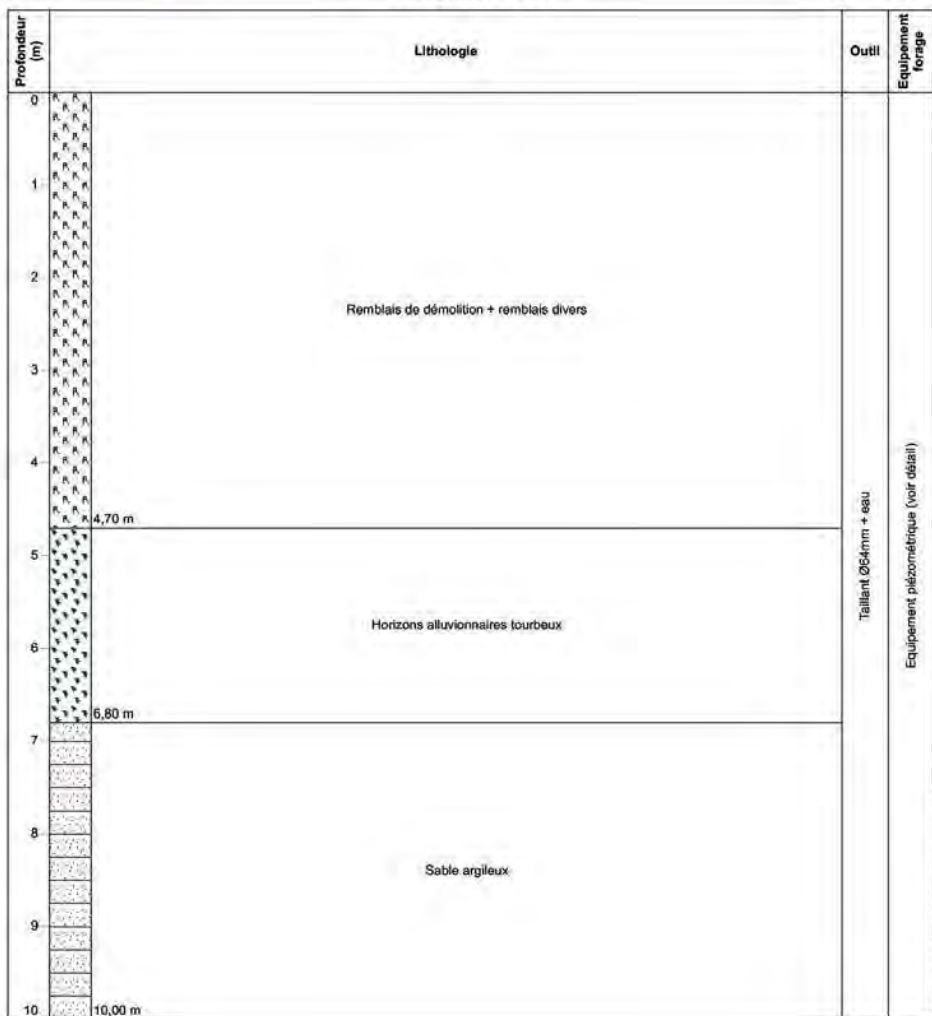 Profondeur
(m)
Lithologie
Outil
Equipement
forage
0
1
2
Remblais de démolition + remblais divers
3
4
4,70 m
5
Horizons alluvionnaires tourbeux
6
6,80 m
7
8
Sable argileux
9
10
10,00 m
Taillant Ø64mm + eau
Equipement piézométrique (voir détail)